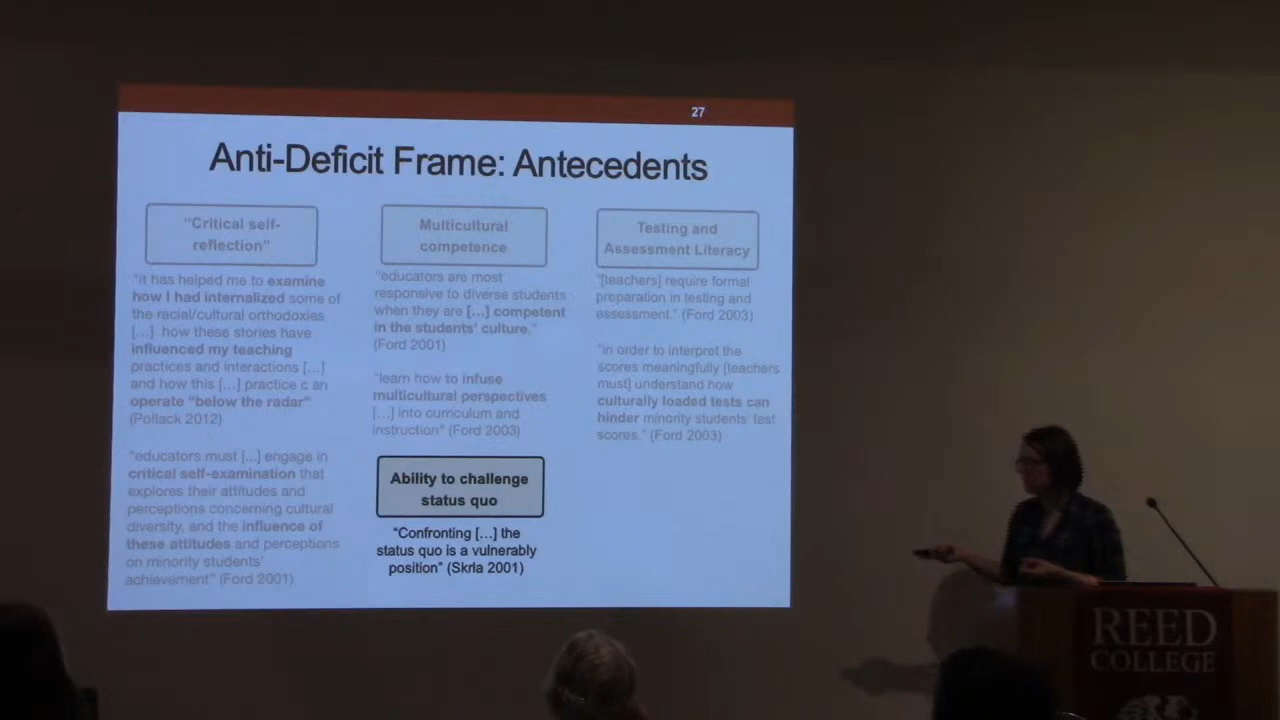 27
Anti-Deficit Frame: Antecedents
"Critical self-
reflection"
"it has helped me to examine
how I had internalized some of
the racial/cultural orthodoxies
[…] how these stories have
influenced my teaching
practices and interactions […]
and how this […] practice c an
operate "below the radar"
(Pollack 2012)
"educators must […] engage in
critical self-examination that
explores their attitudes and
perceptions concerning cultural
diversity, and the influence of
these attitudes and perceptions
on minority students'
achievement" (Ford 2001)
Multicultural
competence
"educators are most
responsive to diverse students
when they are […] competent
in the students' culture."
(Ford 2001)
"learn how to infuse
multicultural perspectives
[…] into curriculum and
instruction" (Ford 2003)
Ability to challenge
status quo
"Confronting […] the
status quo is a vulnerably
position" (Skrla 2001)
Testing and
Assessment Literacy
"[teachers] require formal
preparation in testing and
assessment." (Ford 2003)
"in order to interpret the
scores meaningfully [teachers
must] understand how
culturally loaded tests can
hinder minority students' test
scores." (Ford 2003)
REED
COLLEGE